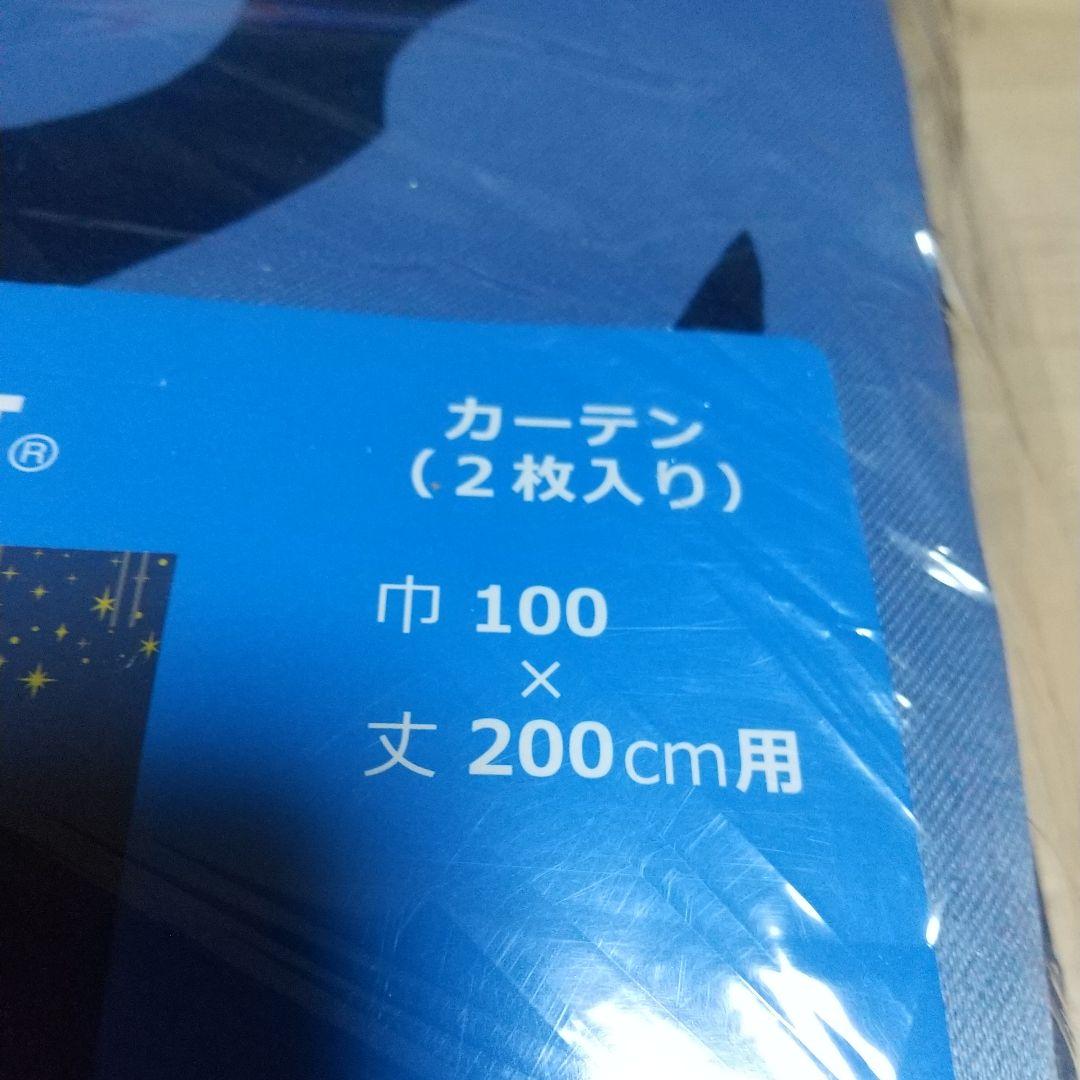 ®
カーテン
（2枚入り）
巾 100
×
丈 200cm用